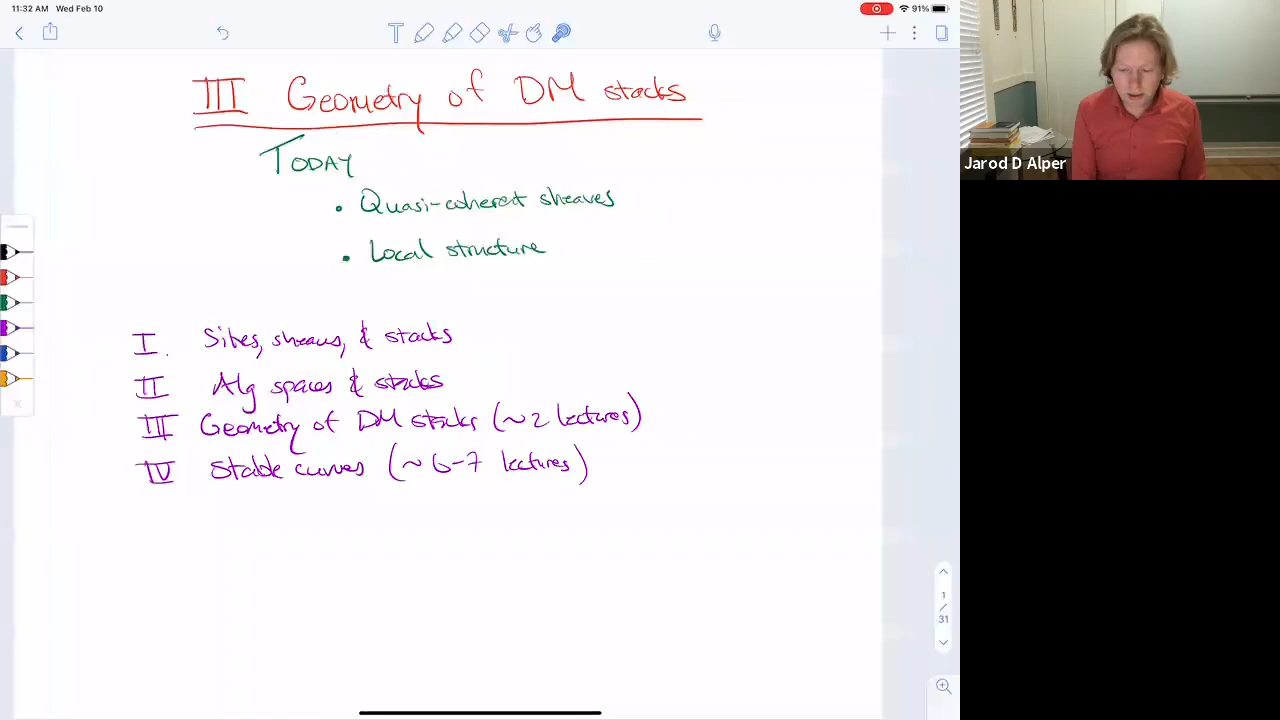 11:32 AM Wed Feb 10
91%
III Geometry of DM stacks
TODAY
• Quasi-coherent sheaves
• Local structure
I. Sites, sheaves, & stacks
II Alg spaces & stacks
III Geometry of DM stacks (~2 lectures)
IV Stable curves (~6-7 lectures)
1
/
31
Jarod D Alper